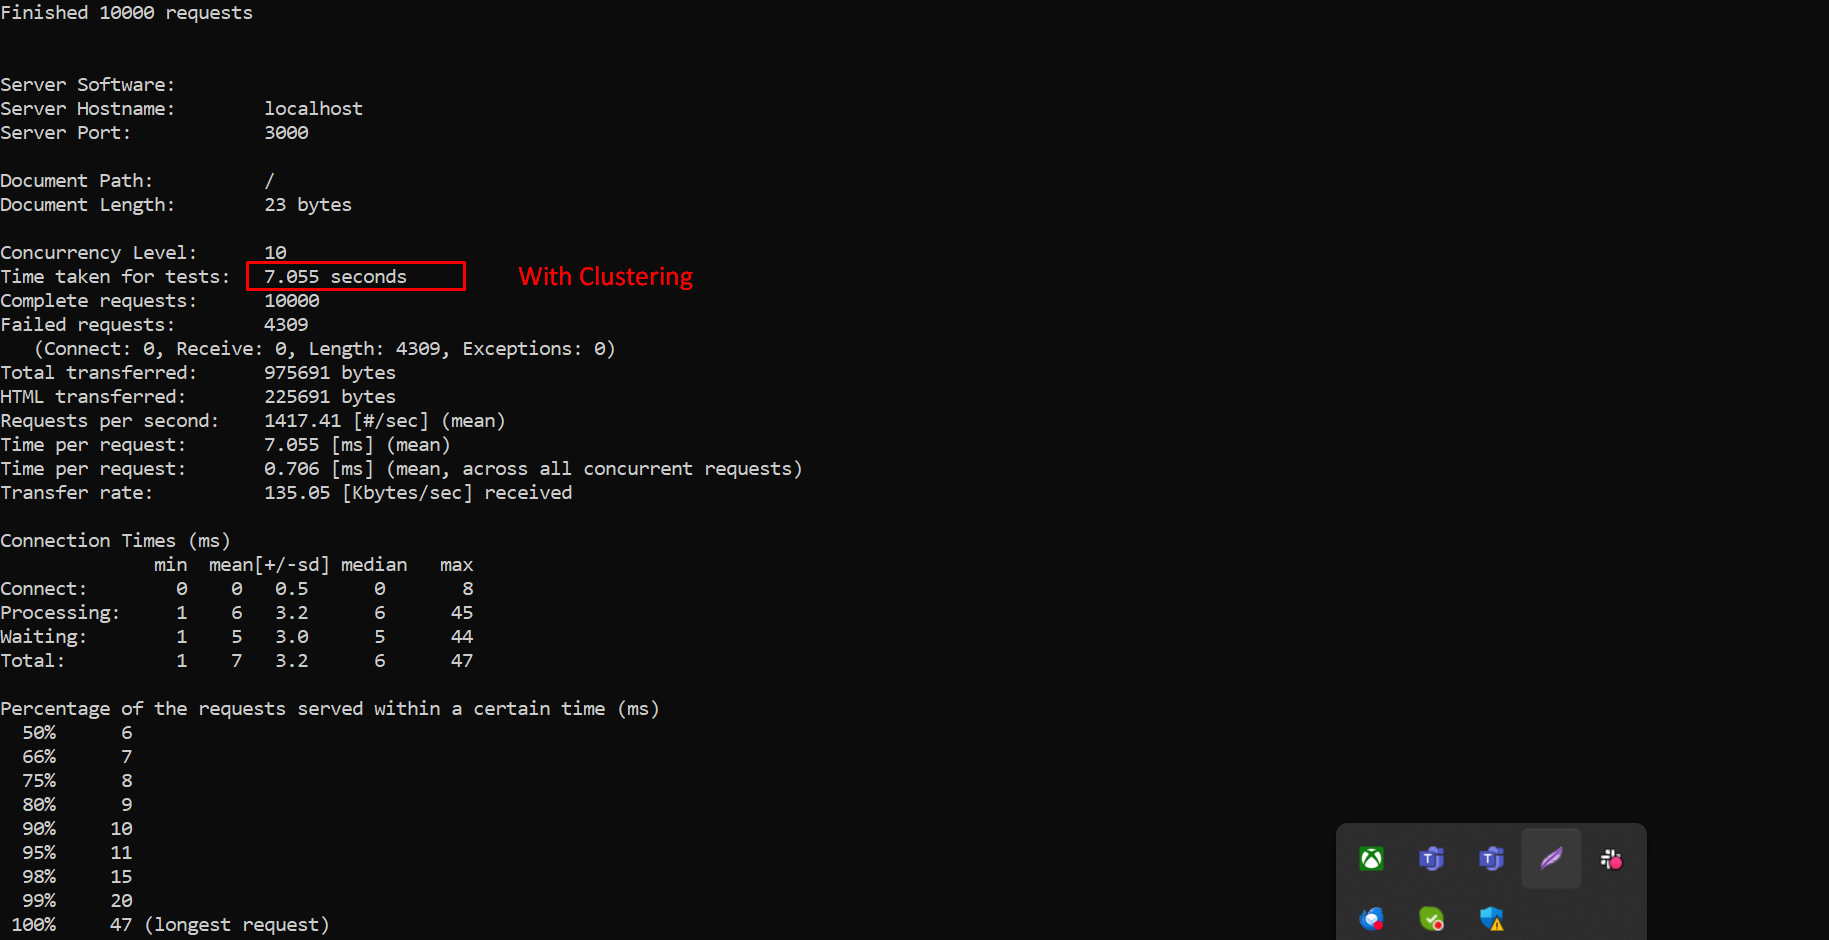 Finished 10000 requests
Server Software:
Server Hostname: localhost
Server Port: 3000
Document Path: /
Document Length: 23 bytes
Concurrency Level: 10
Time taken for tests: 7.055 seconds With Clustering
Complete requests: 10000
Failed requests: 4309
(Connect: 0, Receive: 0, Length: 4309, Exceptions: 0)
Total transferred: 975691 bytes
HTML transferred: 225691 bytes
Requests per second: 1417.41 [#/sec] (mean)
Time per request: 7.055 [ms] (mean)
Time per request: 0.706 [ms] (mean, across all concurrent requests)
Transfer rate: 135.05 [Kbytes/sec] received
Connection Times (ms)
min mean[+/-sd] median max
Connect: 0 0 0.5 0 8
Processing: 1 6 3.2 6 45
Waiting: 1 5 3.0 5 44
Total: 1 7 3.2 6 47
Percentage of the requests served within a certain time (ms)
50% 6
66% 7
75% 8
80% 9
90% 10
95% 11
98% 15
99% 20
100% 47 (longest request)